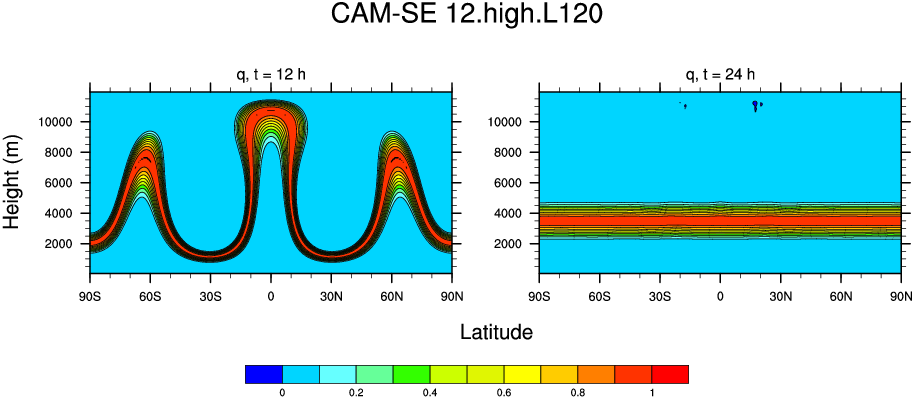 CAM-SE 12.high.L120
q, t = 12 h
q, t = 24 h
Height (m)
10000
8000
6000
4000
2000
90S 60S 30S 0 30N 60N 90N
10000
8000
6000
4000
2000
90S 60S 30S 0 30N 60N 90N
Latitude
0 0.2 0.4 0.6 0.8 1